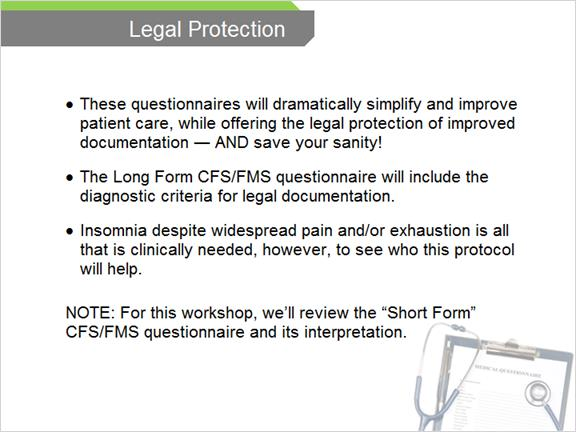 Legal Protection
• These questionnaires will dramatically simplify and improve
patient care, while offering the legal protection of improved
documentation — AND save your sanity!
• The Long Form CFS/FMS questionnaire will include the
diagnostic criteria for legal documentation.
• Insomnia despite widespread pain and/or exhaustion is all
that is clinically needed, however, to see who this protocol
will help.
NOTE: For this workshop, we’ll review the “Short Form”
CFS/FMS questionnaire and its interpretation.
MEDICAL QUESTIONNAIRE